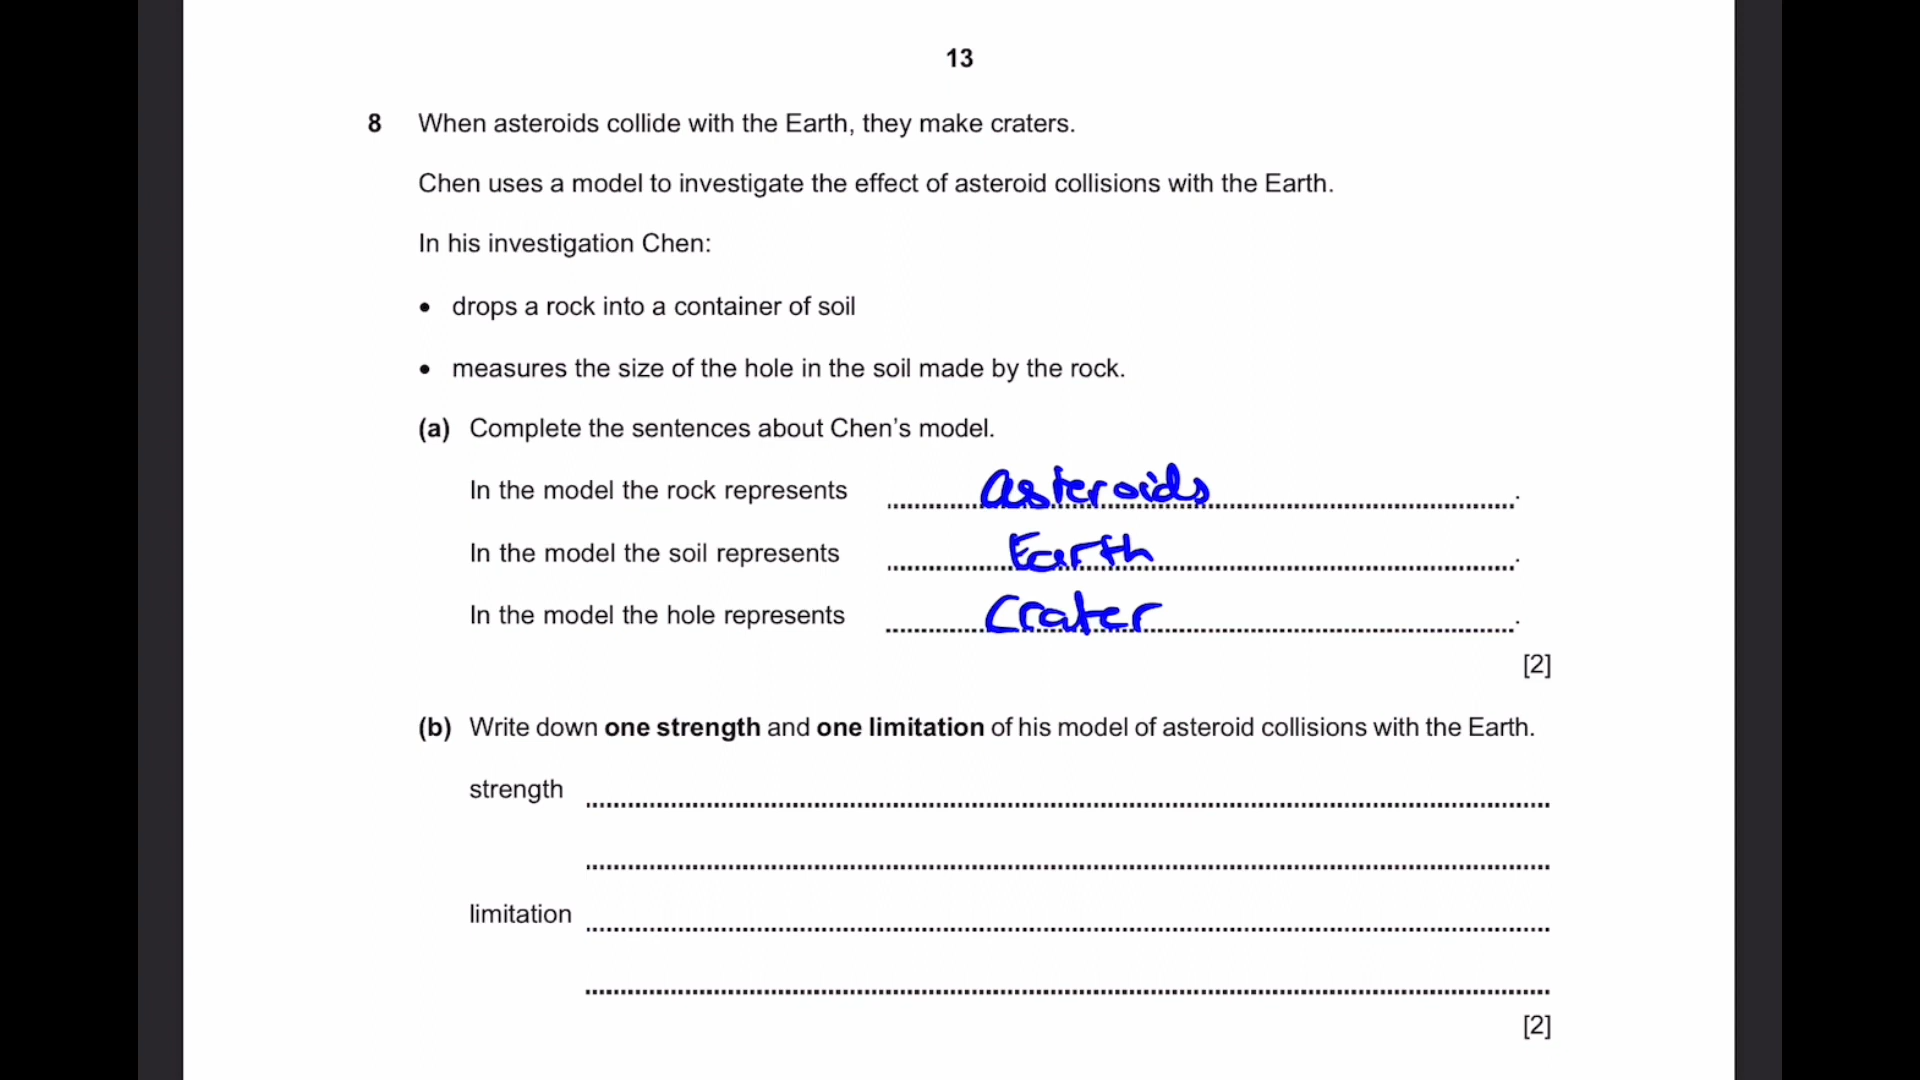 13
8 When asteroids collide with the Earth, they make craters.
Chen uses a model to investigate the effect of asteroid collisions with the Earth.
In his investigation Chen:
• drops a rock into a container of soil
• measures the size of the hole in the soil made by the rock.
(a) Complete the sentences about Chen's model.
In the model the rock represents asteroids.
In the model the soil represents Earth.
In the model the hole represents Crater.
[2]
(b) Write down one strength and one limitation of his model of asteroid collisions with the Earth.
strength
limitation
[2]